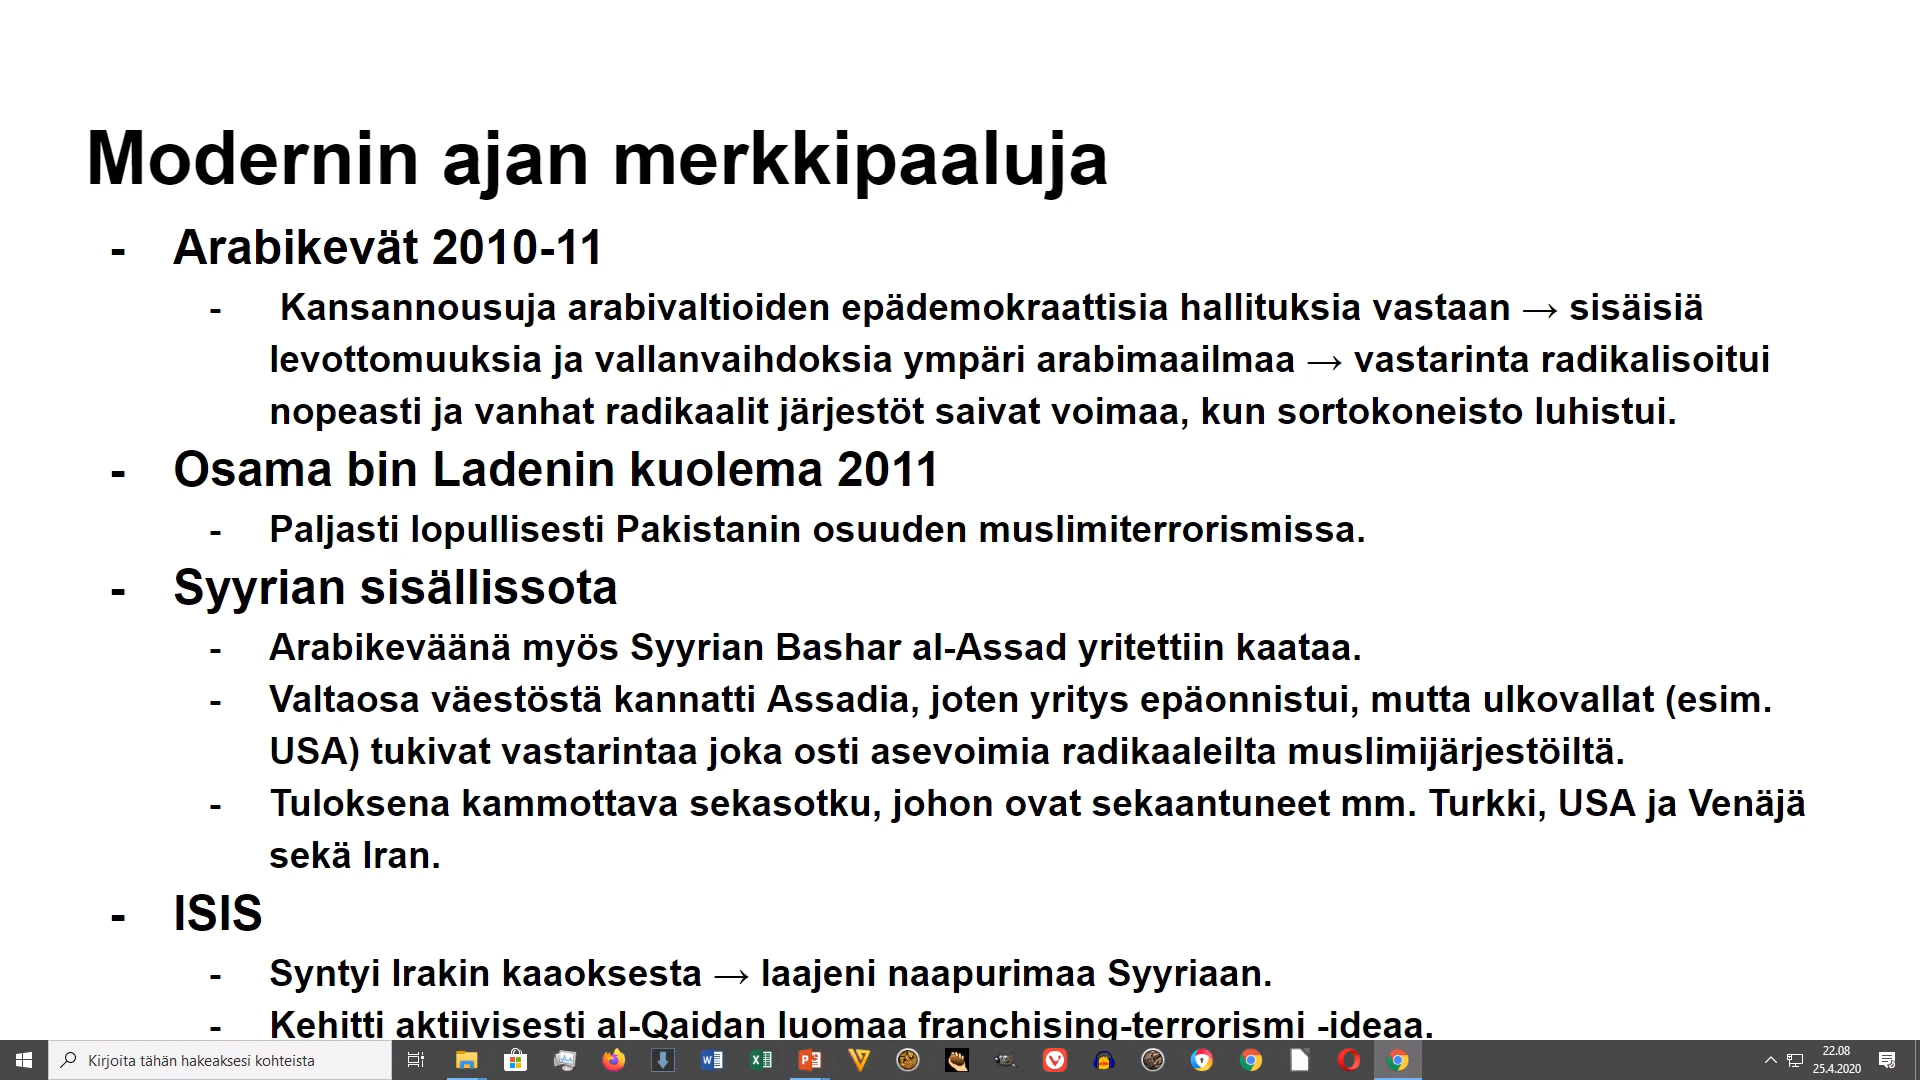 Modernin ajan merkkipaaluja
- Arabikevät 2010-11
- Kansannousuja arabivaltioiden epädemokraattisia hallituksia vastaan → sisäisiä
levottomuuksia ja vallanvaihdoksia ympäri arabimaailmaa → vastarinta radikalisoitui
nopeasti ja vanhat radikaalit järjestöt saivat voimaa, kun sortokoneisto luhistui.
- Osama bin Ladenin kuolema 2011
- Paljasti lopullisesti Pakistanin osuuden muslimiterrorismissa.
- Syyrian sisällissota
- Arabikeväänä myös Syyrian Bashar al-Assad yritettiin kaataa.
- Valtaosa väestöstä kannatti Assadia, joten yritys epäonnistui, mutta ulkovallat (esim.
USA) tukivat vastarintaa joka osti asevoimia radikaaleilta muslimijärjestöiltä.
- Tuloksena kammottava sekasotku, johon ovat sekaantuneet mm. Turkki, USA ja Venäjä
sekä Iran.
- ISIS
- Syntyi Irakin kaaoksesta → laajeni naapurimaa Syyriaan.
- Kehitti aktiivisesti al-Qaidan luomaa franchising-terrorismi -ideaa.
Kirjoita tähän hakeaksesi kohteista
22.08
25.4.2020